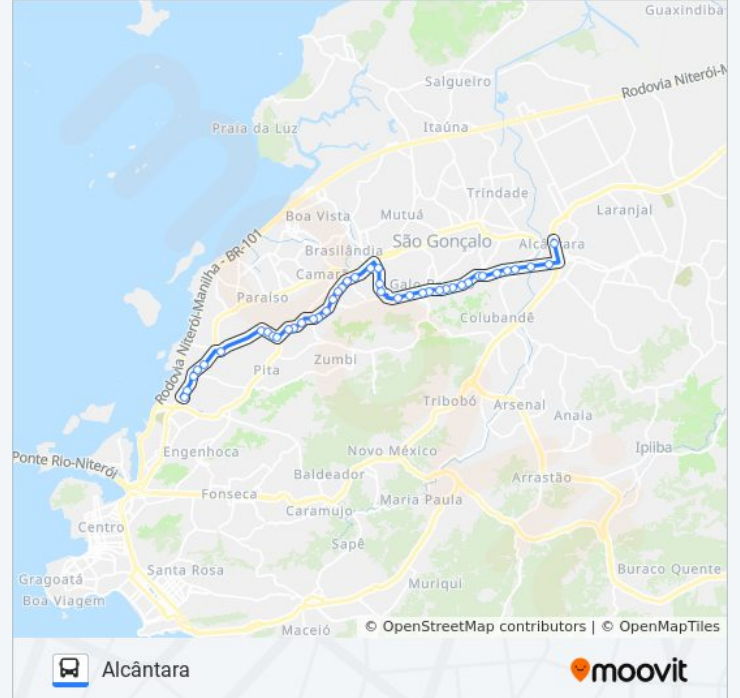 Guaxindiba
Salgueiro
Rodovia Niterói-M
Praia da Luz
Itaúna
Trindade
Laranjal
Boa Vista
Mutuá
São Gonçalo
Alcântara
Brasilândia
Rodovia Niterói-Manilha - BR-101
Paraíso
Colubandê
Zumbi
Pita
Tribobó
Arsenal
Anaia
Ipiíba
Engenhoca
Novo México
Ponte Rio-Niterói
Baldeador
Arrastão
Fonseca
Maria Paula
Caramujo
Centro
Sapê
Santa Rosa
Buraco Quente
Gragoatá
Muriqui
Boa Viagem
Maceió
© OpenStreetMap contributors | © OpenMapTiles
Alcântara
moovit